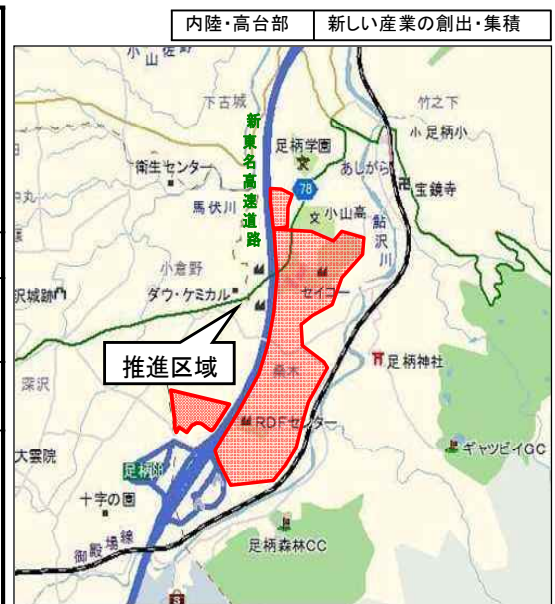 内陸・高台部
新しい産業の創出・集積
小山佐野
下古城
竹之下
新東名高速道路
足柄学園
文
小足柄小
衛生センター
78
あしがら
卍宝鏡寺
馬伏川
文小山高
鮎沢川
小倉野
沢城跡
ダウ・ケミカル
セイコー
推進区域
桑木
足柄神社
深沢
RDFセンター
大雲院
ギャツビイGC
足柄
十字の園
足柄森林CC
御殿場線